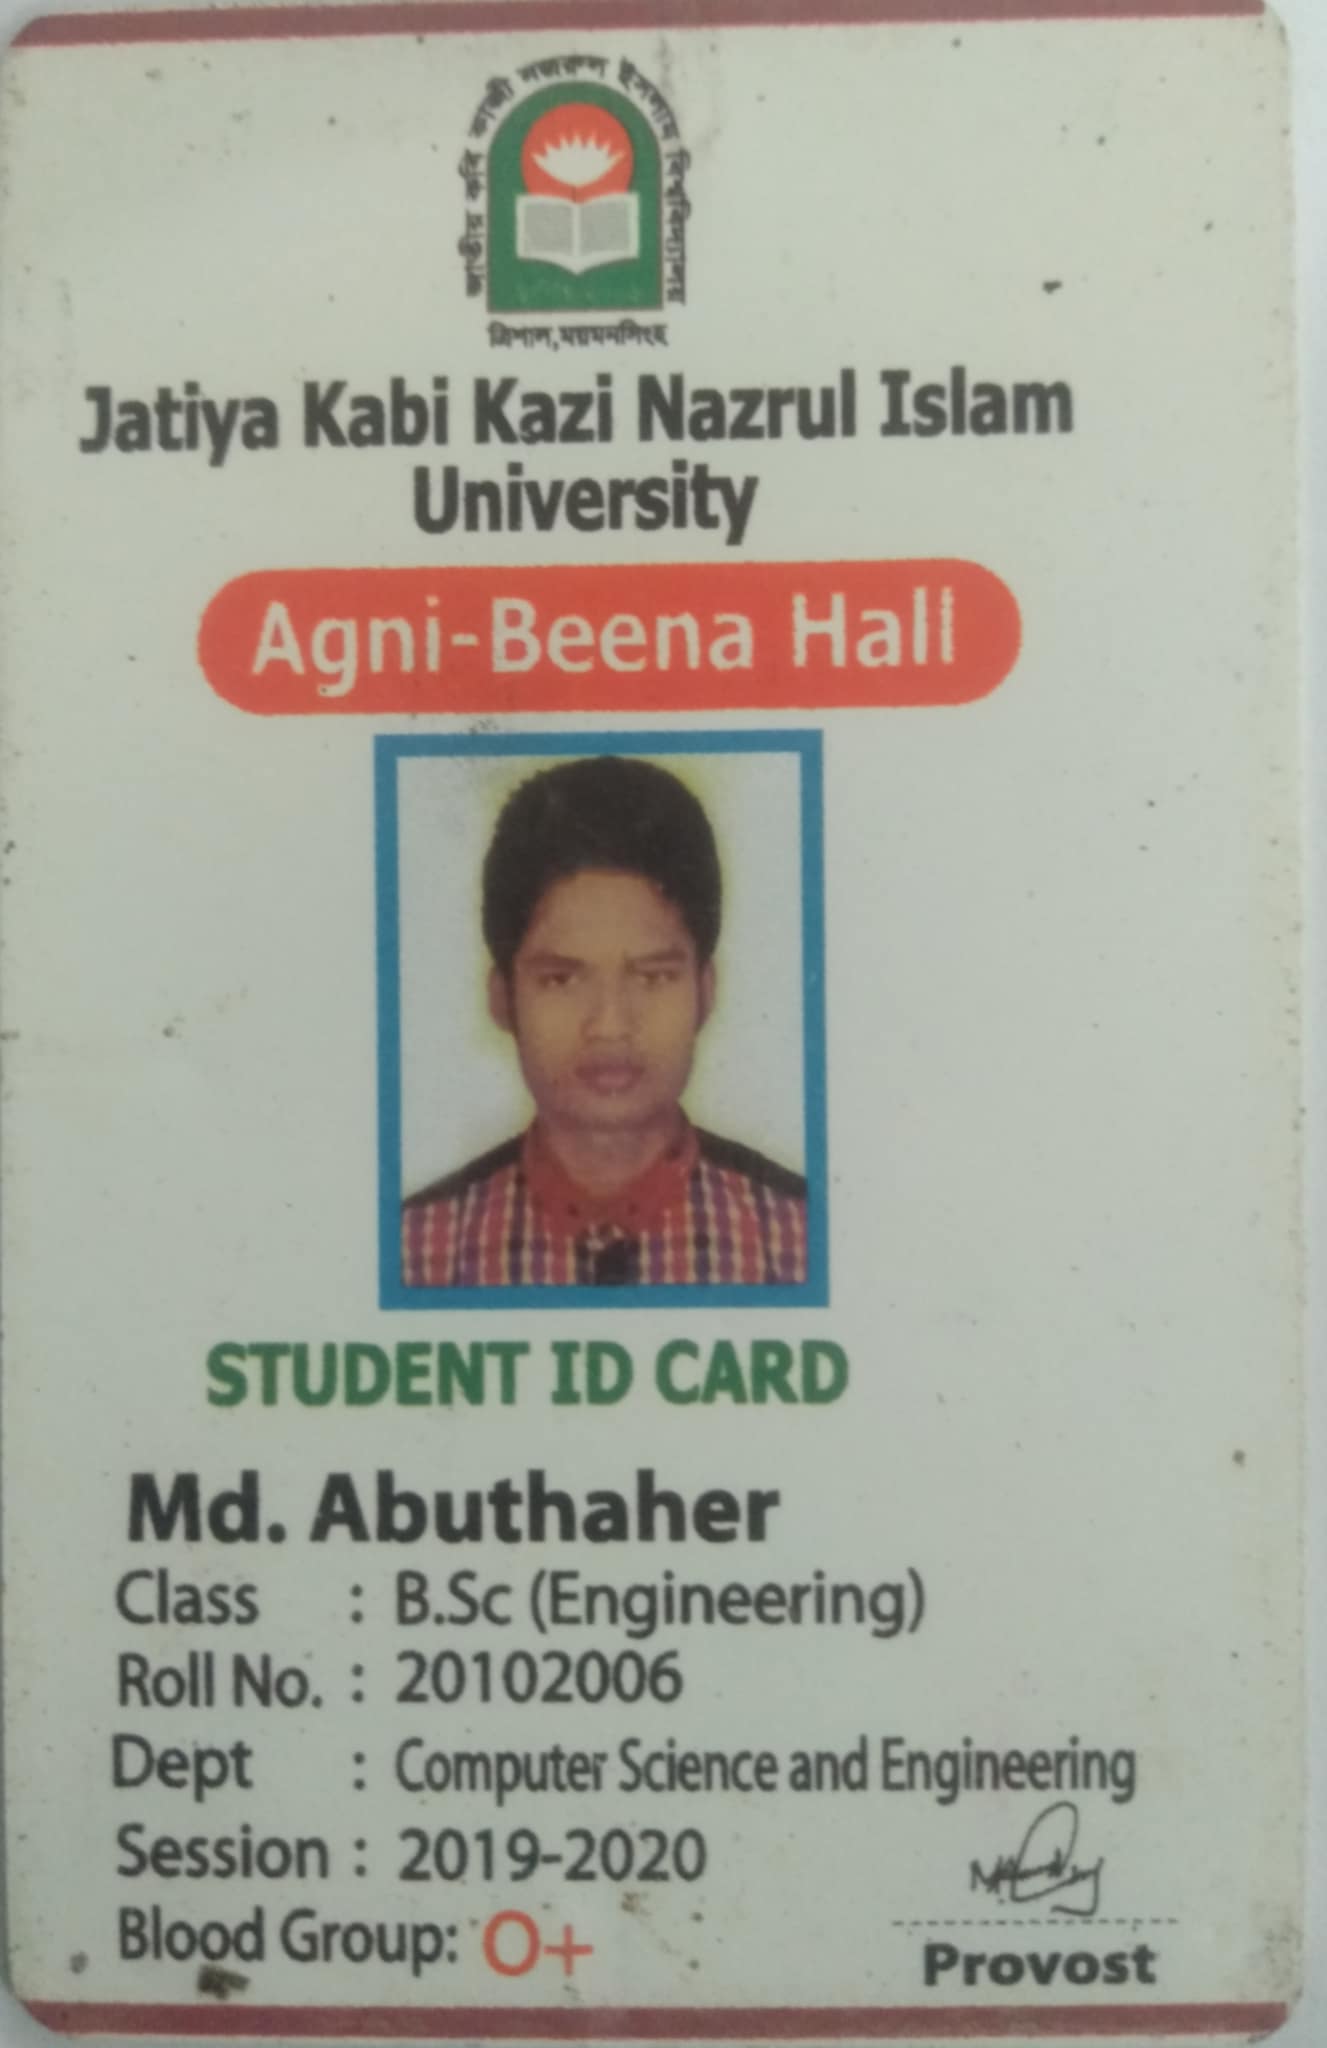 জাতীয় কবি কাজী নজরুল ইসলাম বিশ্ববিদ্যালয়
ত্রিশাল,ময়মনসিংহ
Jatiya Kabi Kazi Nazrul Islam
University
Agni-Beena Hall
STUDENT ID CARD
Md. Abuthaher
Class : B.Sc (Engineering)
Roll No. : 20102006
Dept : Computer Science and Engineering
Session : 2019-2020
Blood Group: O+
Provost